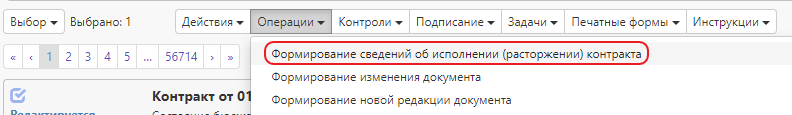 Выбор Выбрано: 1 Действия Операции Контроли Подписание Задачи Печатные формы Инструкции
« ‹ 1 2 3 4 5 ... 56714 › »
Формирование сведений об исполнении (расторжении) контракта
Формирование изменения документа
Формирование новой редакции документа
Контракт от 01
Редактируется